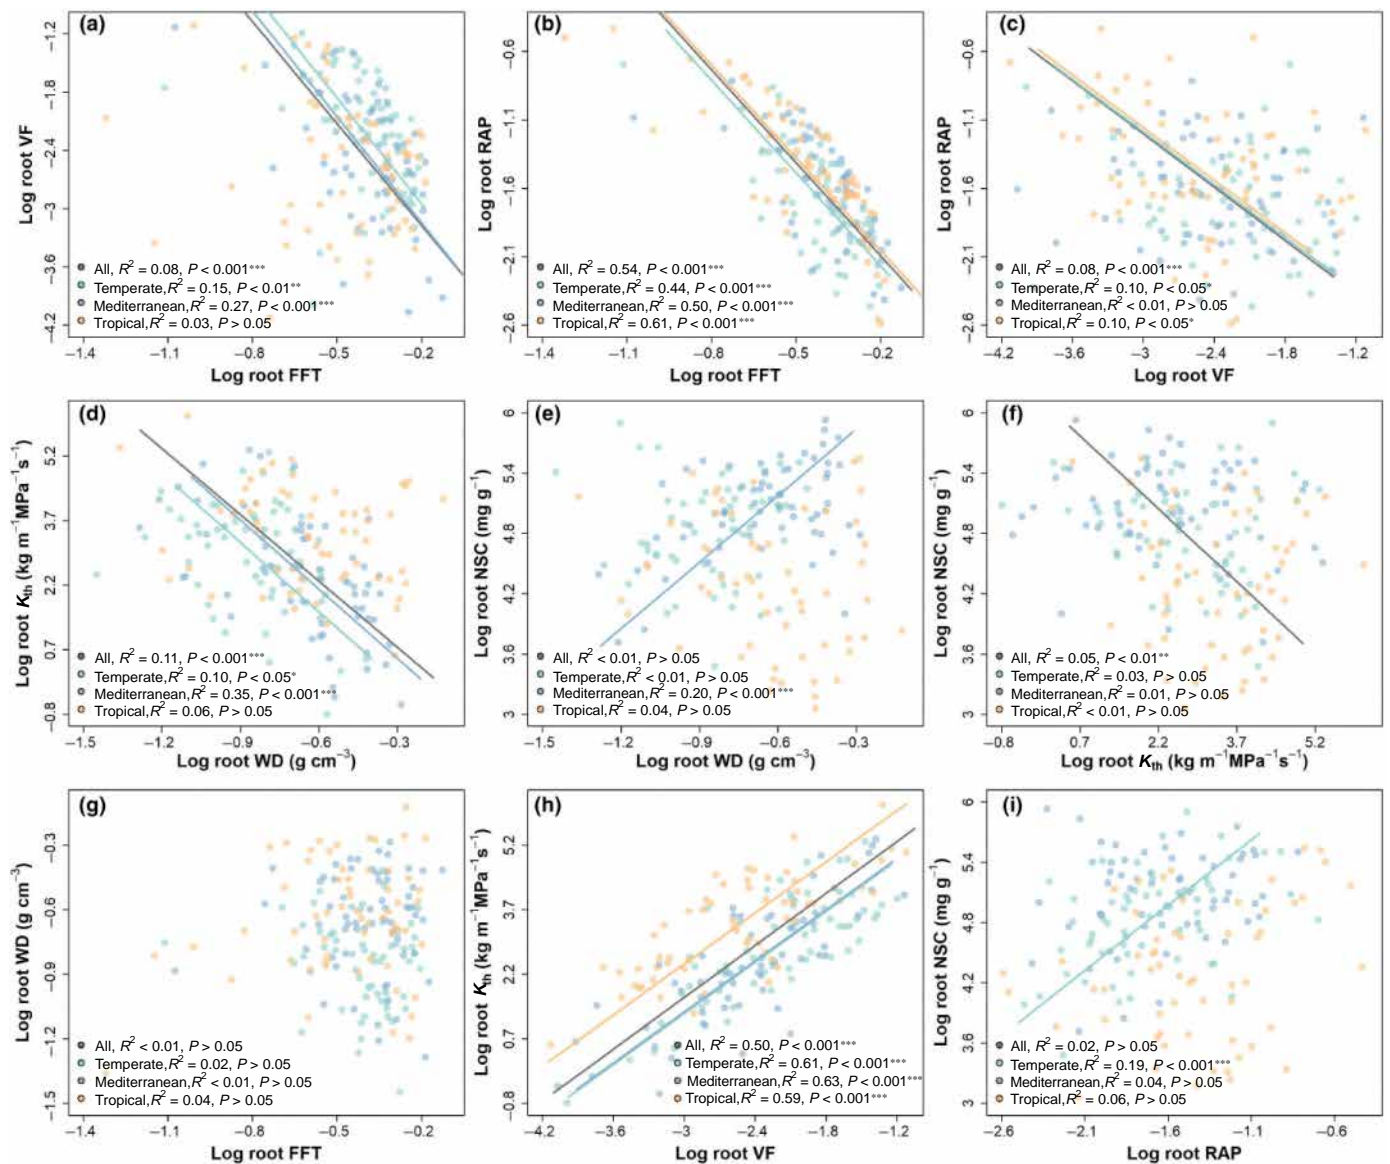 (a)
Log root VF
−1.2
−1.8
−2.4
−3
−3.6
−4.2
All, R² = 0.08, P < 0.001***
Temperate, R² = 0.15, P < 0.01**
Mediterranean, R² = 0.27, P < 0.001***
Tropical, R² = 0.03, P > 0.05
−1.4 −1.1 −0.8 −0.5 −0.2
Log root FFT
(b)
Log root RAP
−0.6
−1.1
−1.6
−2.1
−2.6
All, R² = 0.54, P < 0.001***
Temperate, R² = 0.44, P < 0.001***
Mediterranean, R² = 0.50, P < 0.001***
Tropical, R² = 0.61, P < 0.001***
−1.4 −1.1 −0.8 −0.5 −0.2
Log root FFT
(c)
Log root RAP
−0.6
−1.1
−1.6
−2.1
−2.6
All, R² = 0.08, P < 0.001***
Temperate, R² = 0.10, P < 0.05*
Mediterranean, R² < 0.01, P > 0.05
Tropical, R² = 0.10, P < 0.05*
−4.2 −3.6 −3 −2.4 −1.8 −1.2
Log root VF
(d)
Log root Kth (kg m−1MPa−1s−1)
5.2
3.7
2.2
0.7
−0.8
All, R² = 0.11, P < 0.001***
Temperate, R² = 0.10, P < 0.05*
Mediterranean, R² = 0.35, P < 0.001***
Tropical, R² = 0.06, P > 0.05
−1.5 −1.2 −0.9 −0.6 −0.3
Log root WD (g cm−3)
(e)
Log root NSC (mg g−1)
6
5.4
4.8
4.2
3.6
3
All, R² < 0.01, P > 0.05
Temperate, R² < 0.01, P > 0.05
Mediterranean, R² = 0.20, P < 0.001***
Tropical, R² = 0.04, P > 0.05
−1.5 −1.2 −0.9 −0.6 −0.3
Log root WD (g cm−3)
(f)
Log root NSC (mg g−1)
6
5.4
4.8
4.2
3.6
3
All, R² = 0.05, P < 0.01**
Temperate, R² = 0.03, P > 0.05
Mediterranean, R² = 0.01, P > 0.05
Tropical, R² < 0.01, P > 0.05
−0.8 0.7 2.2 3.7 5.2
Log root Kth (kg m−1MPa−1s−1)
(g)
Log root WD (g cm−3)
−0.3
−0.6
−0.9
−1.2
−1.5
All, R² < 0.01, P > 0.05
Temperate, R² = 0.02, P > 0.05
Mediterranean, R² < 0.01, P > 0.05
Tropical, R² = 0.04, P > 0.05
−1.4 −1.1 −0.8 −0.5 −0.2
Log root FFT
(h)
Log root Kth (kg m−1MPa−1s−1)
5.2
3.7
2.2
0.7
−0.8
All, R² = 0.50, P < 0.001***
Temperate, R² = 0.61, P < 0.001***
Mediterranean, R² = 0.63, P < 0.001***
Tropical, R² = 0.59, P < 0.001***
−4.2 −3.6 −3 −2.4 −1.8 −1.2
Log root VF
(i)
Log root NSC (mg g−1)
6
5.4
4.8
4.2
3.6
3
All, R² = 0.02, P > 0.05
Temperate, R² = 0.19, P < 0.001***
Mediterranean, R² = 0.04, P > 0.05
Tropical, R² = 0.06, P > 0.05
−2.6 −2.1 −1.6 −1.1 −0.6
Log root RAP